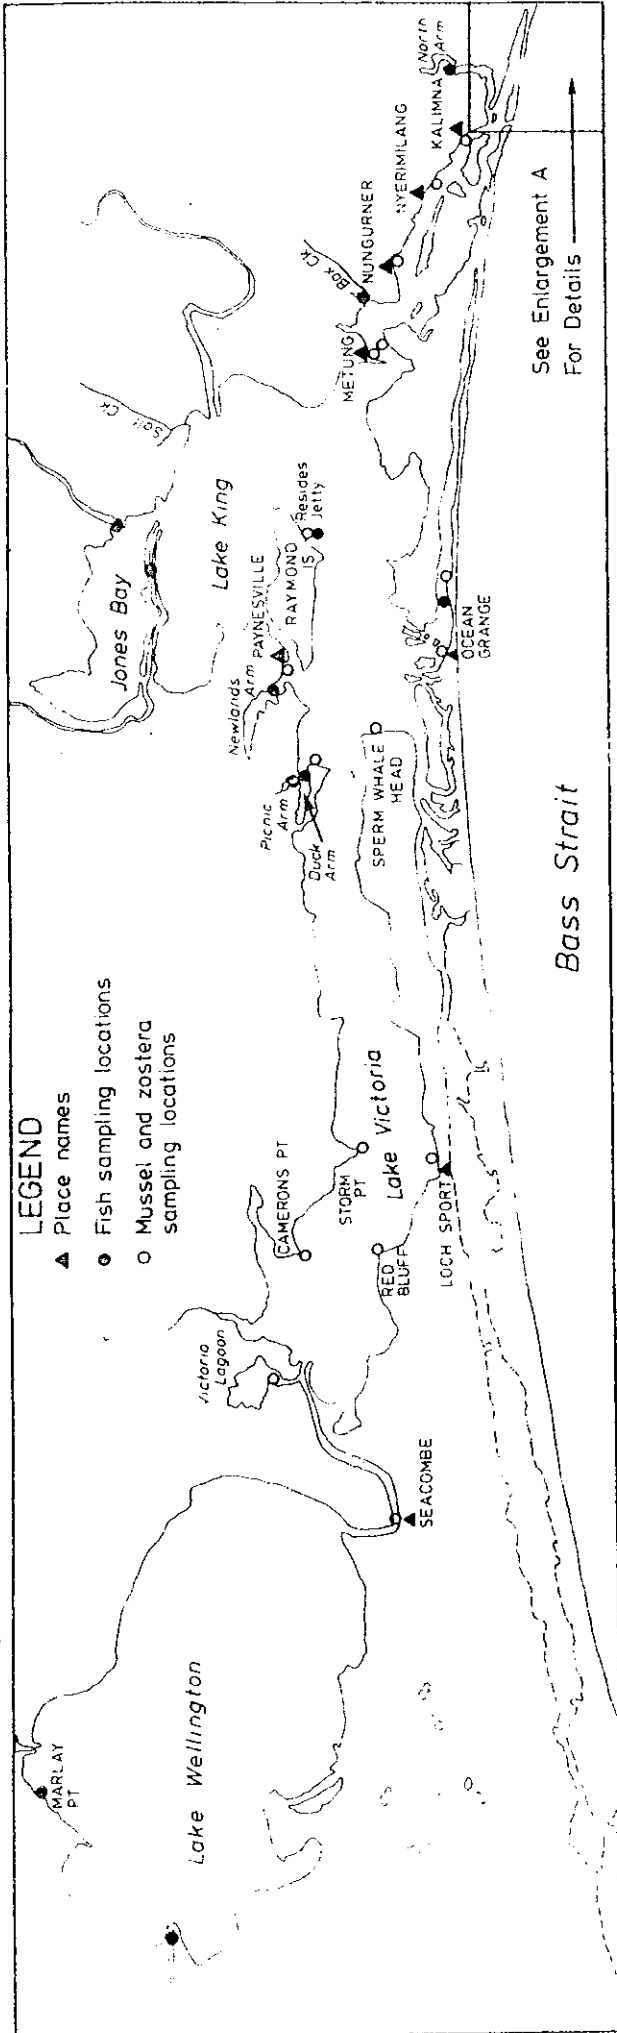 LEGEND
Place names
Fish sampling locations
Mussel and zostera
sampling locations
MARLAY
PT
Lake Wellington
SEACOMBE
Victoria
Lagoon
CAMERONS PT
STORM
PT
RED
BLUFF
Lake Victoria
LOCH SPORT
Picnic
Arm
Duck
Arm
SPERM WHALE
HEAD
Newlands
Arm
PAYNESVILLE
RAYMOND
IS
Resides
Jetty
Jones Bay
Lake King
Salt Ck
OCEAN
GRANGE
Bass Strait
METUNG
Box Ck
NUNGURNER
NYERIMILANG
KALIMNA
North
Arm
See Enlargement A
For Details